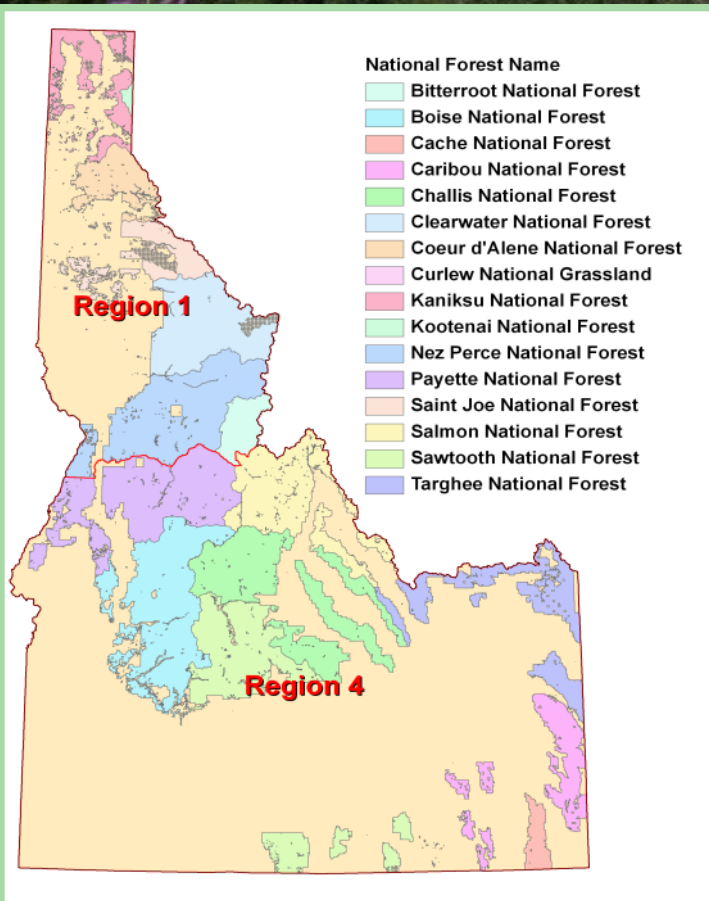 National Forest Name
Bitterroot National Forest
Boise National Forest
Cache National Forest
Caribou National Forest
Challis National Forest
Clearwater National Forest
Coeur d'Alene National Forest
Curlew National Grassland
Kaniksu National Forest
Kootenai National Forest
Nez Perce National Forest
Payette National Forest
Saint Joe National Forest
Salmon National Forest
Sawtooth National Forest
Targhee National Forest
Region 1
Region 4